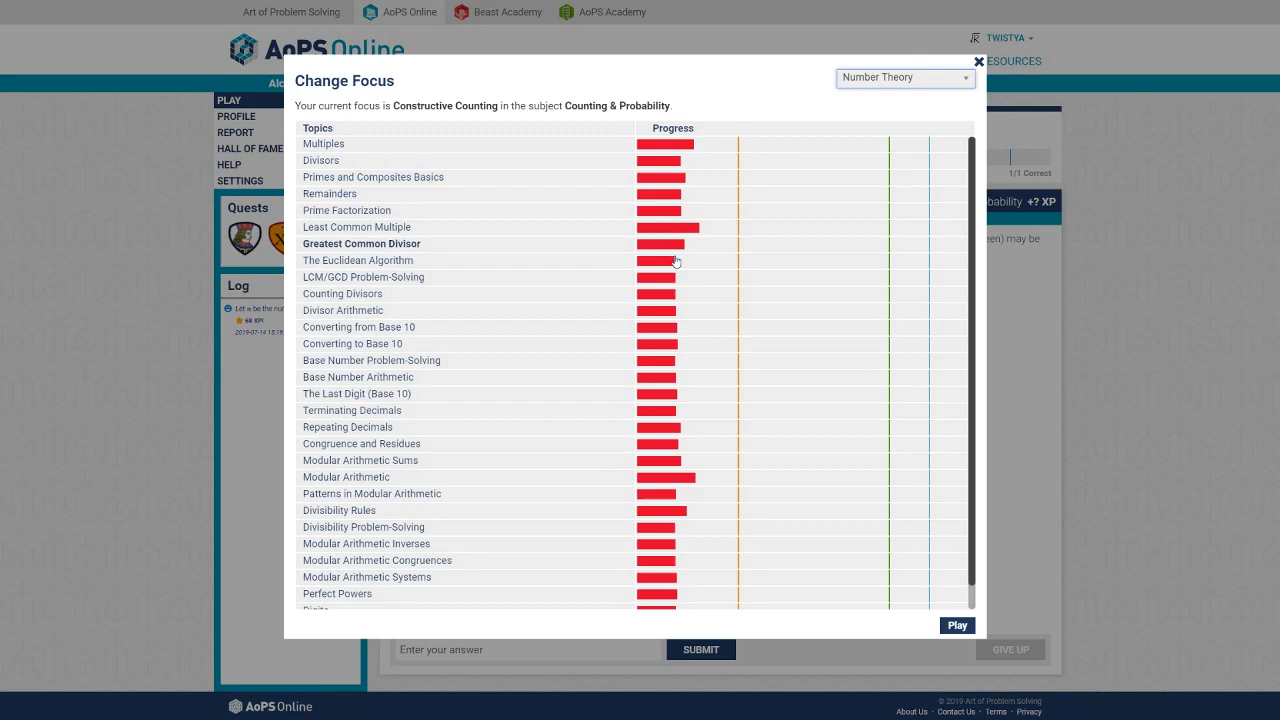 Art of Problem Solving AoPS Online Beast Academy AoPS Academy
AoPS Online
TWISTYA
ESOURCES
Change Focus
Number Theory
Your current focus is Constructive Counting in the subject Counting & Probability.
PLAY
PROFILE
REPORT
HALL OF FAME
HELP
SETTINGS
Quests
Log
68 XP!
Topics Progress
Multiples
Divisors
Primes and Composites Basics
Remainders
Prime Factorization
Least Common Multiple
Greatest Common Divisor
The Euclidean Algorithm
LCM/GCD Problem-Solving
Counting Divisors
Divisor Arithmetic
Converting from Base 10
Converting to Base 10
Base Number Problem-Solving
Base Number Arithmetic
The Last Digit (Base 10)
Terminating Decimals
Repeating Decimals
Congruence and Residues
Modular Arithmetic Sums
Modular Arithmetic
Patterns in Modular Arithmetic
Divisibility Rules
Divisibility Problem-Solving
Modular Arithmetic Inverses
Modular Arithmetic Congruences
Modular Arithmetic Systems
Perfect Powers
Digits
Play
1/1 Correct
bability +? XP
een) may be
Enter your answer SUBMIT GIVE UP
AoPS Online
© 2019 Art of Problem Solving
About Us • Contact Us • Terms • Privacy